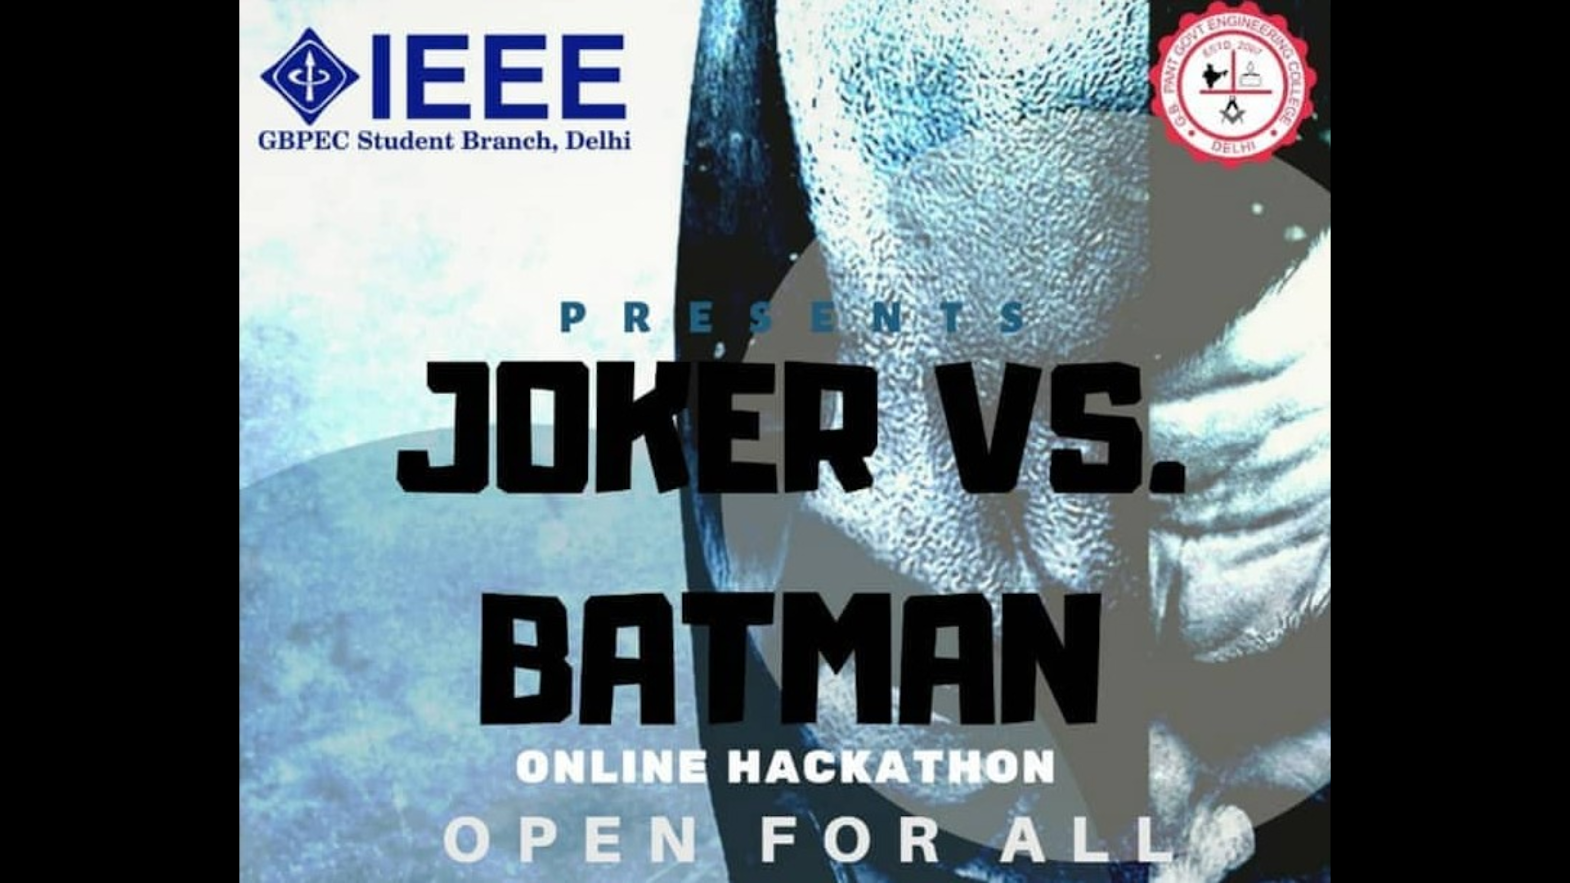 IEEE
GBPEC Student Branch, Delhi
G.B. PANT GOVT ENGINEERING COLLEGE
ESTD. 2007
DELHI
PRESENTS
JOKER VS.
BATMAN
ONLINE HACKATHON
OPEN FOR ALL